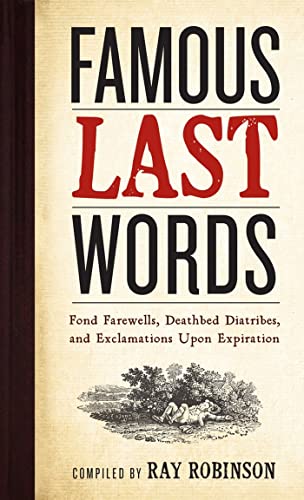 FAMOUS
LAST
WORDS
Fond Farewells, Deathbed Diatribes,
and Exclamations Upon Expiration
COMPILED BY RAY ROBINSON